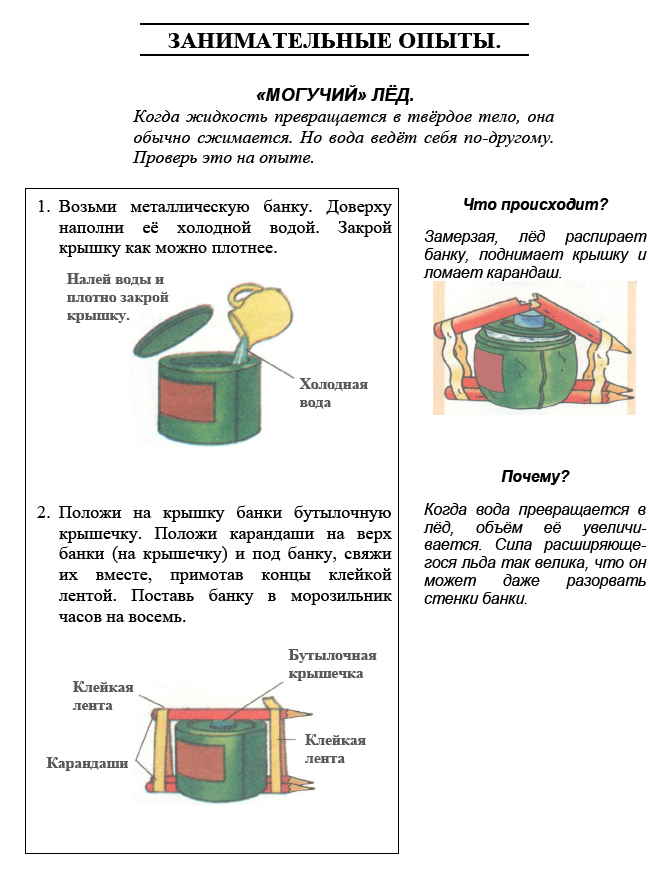 ЗАНИМАТЕЛЬНЫЕ ОПЫТЫ.
«МОГУЧИЙ» ЛЁД.
Когда жидкость превращается в твёрдое тело, она
обычно сжимается. Но вода ведёт себя по-другому.
Проверь это на опыте.
1. Возьми металлическую банку. Доверху
наполни её холодной водой. Закрой
крышку как можно плотнее.
Налей воды и
плотно закрой
крышку.
Холодная
вода
2. Положи на крышку банки бутылочную
крышечку. Положи карандаши на верх
банки (на крышечку) и под банку, свяжи
их вместе, примотав концы клейкой
лентой. Поставь банку в морозильник
часов на восемь.
Бутылочная
крышечка
Клейкая
лента
Клейкая
лента
Карандаши
Что происходит?
Замерзая, лёд распирает
банку, поднимает крышку и
ломает карандаш.
Почему?
Когда вода превращается в
лёд, объём её увеличи-
вается. Сила расширяюще-
гося льда так велика, что он
может даже разорвать
стенки банки.